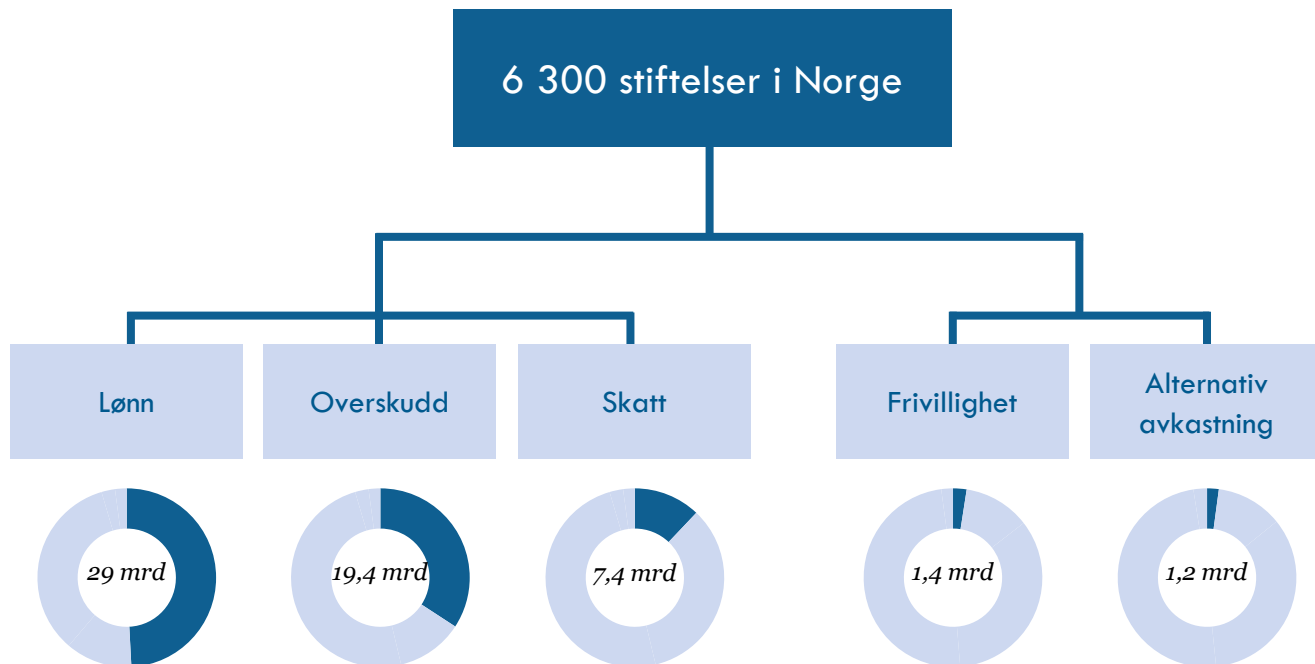 6 300 stiftelser i Norge
Lønn
Overskudd
Skatt
Frivillighet
Alternativ
avkastning
29 mrd
19,4 mrd
7,4 mrd
1,4 mrd
1,2 mrd